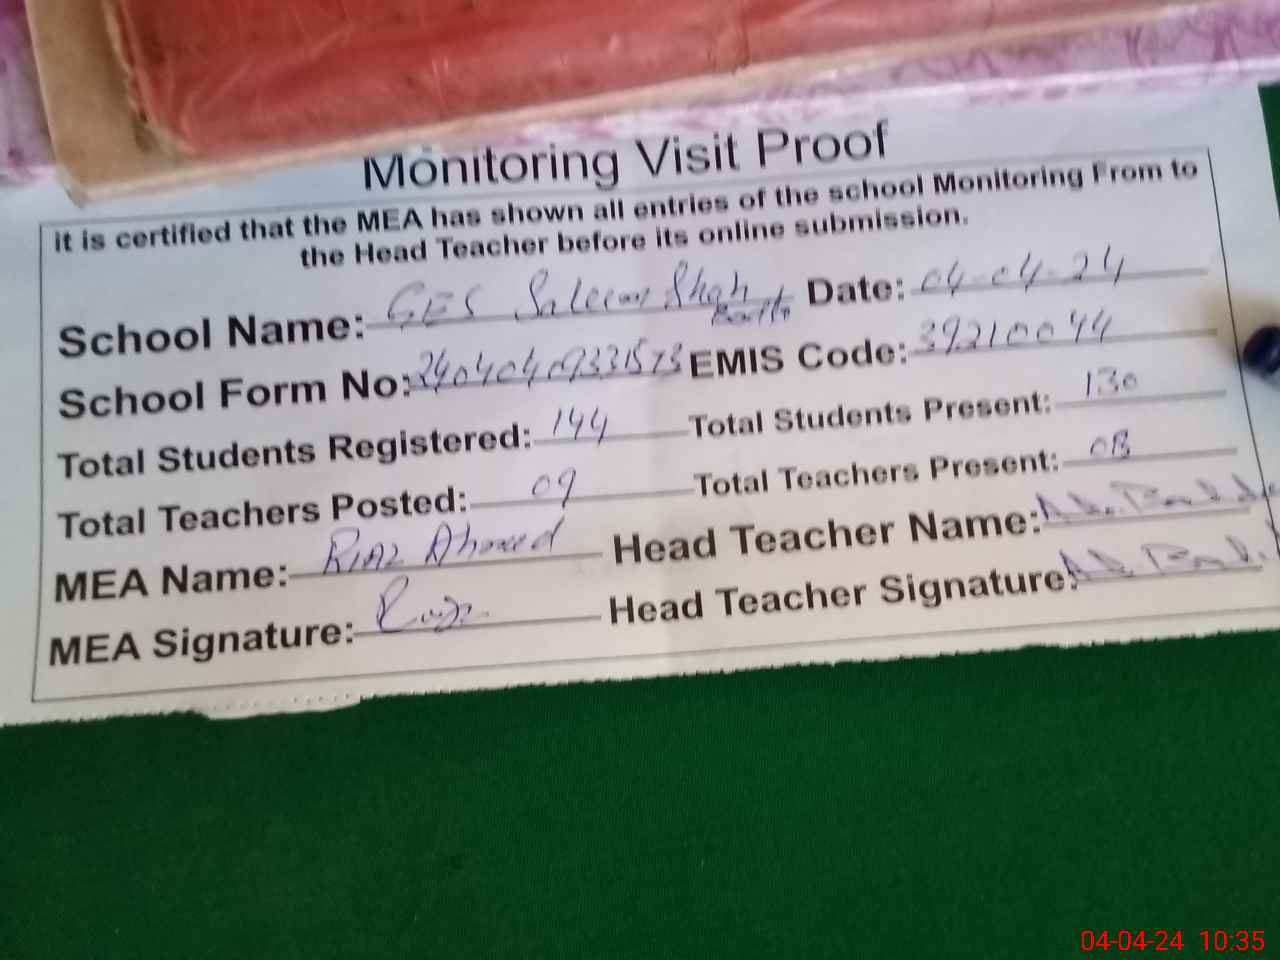 Monitoring Visit Proof
it is certified that the MEA has shown all entries of the school Monitoring From to
the Head Teacher before its online submission.
School Name: GES Saleem Shah Date: 04-04-24
School Form No: EMIS Code: 39210044
Total Students Registered: 144 Total Students Present: 130
Total Teachers Posted: 09 Total Teachers Present: 08
MEA Name: Riaz Ahmed Head Teacher Name:
MEA Signature: Head Teacher Signature:
04-04-24 10:35